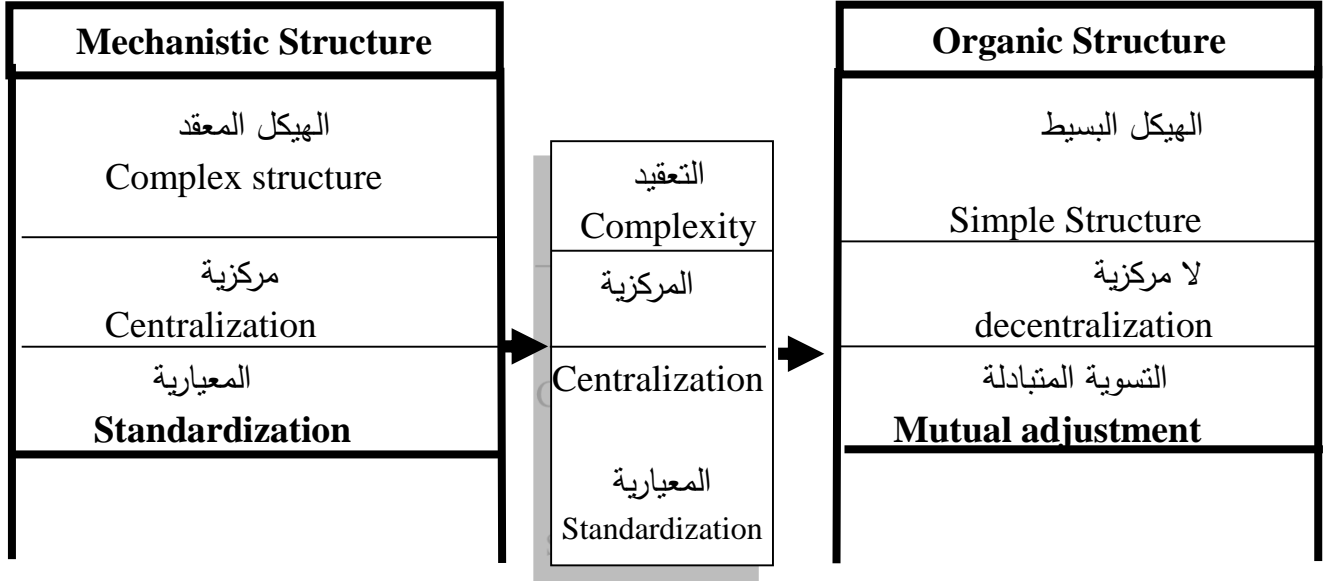 Mechanistic Structure
الهيكل المعقد
Complex structure
مركزية
Centralization
المعيارية
Standardization
التعقيد
Complexity
المركزية
Centralization
المعيارية
Standardization
Organic Structure
الهيكل البسيط
Simple Structure
لا مركزية
decentralization
التسوية المتبادلة
Mutual adjustment